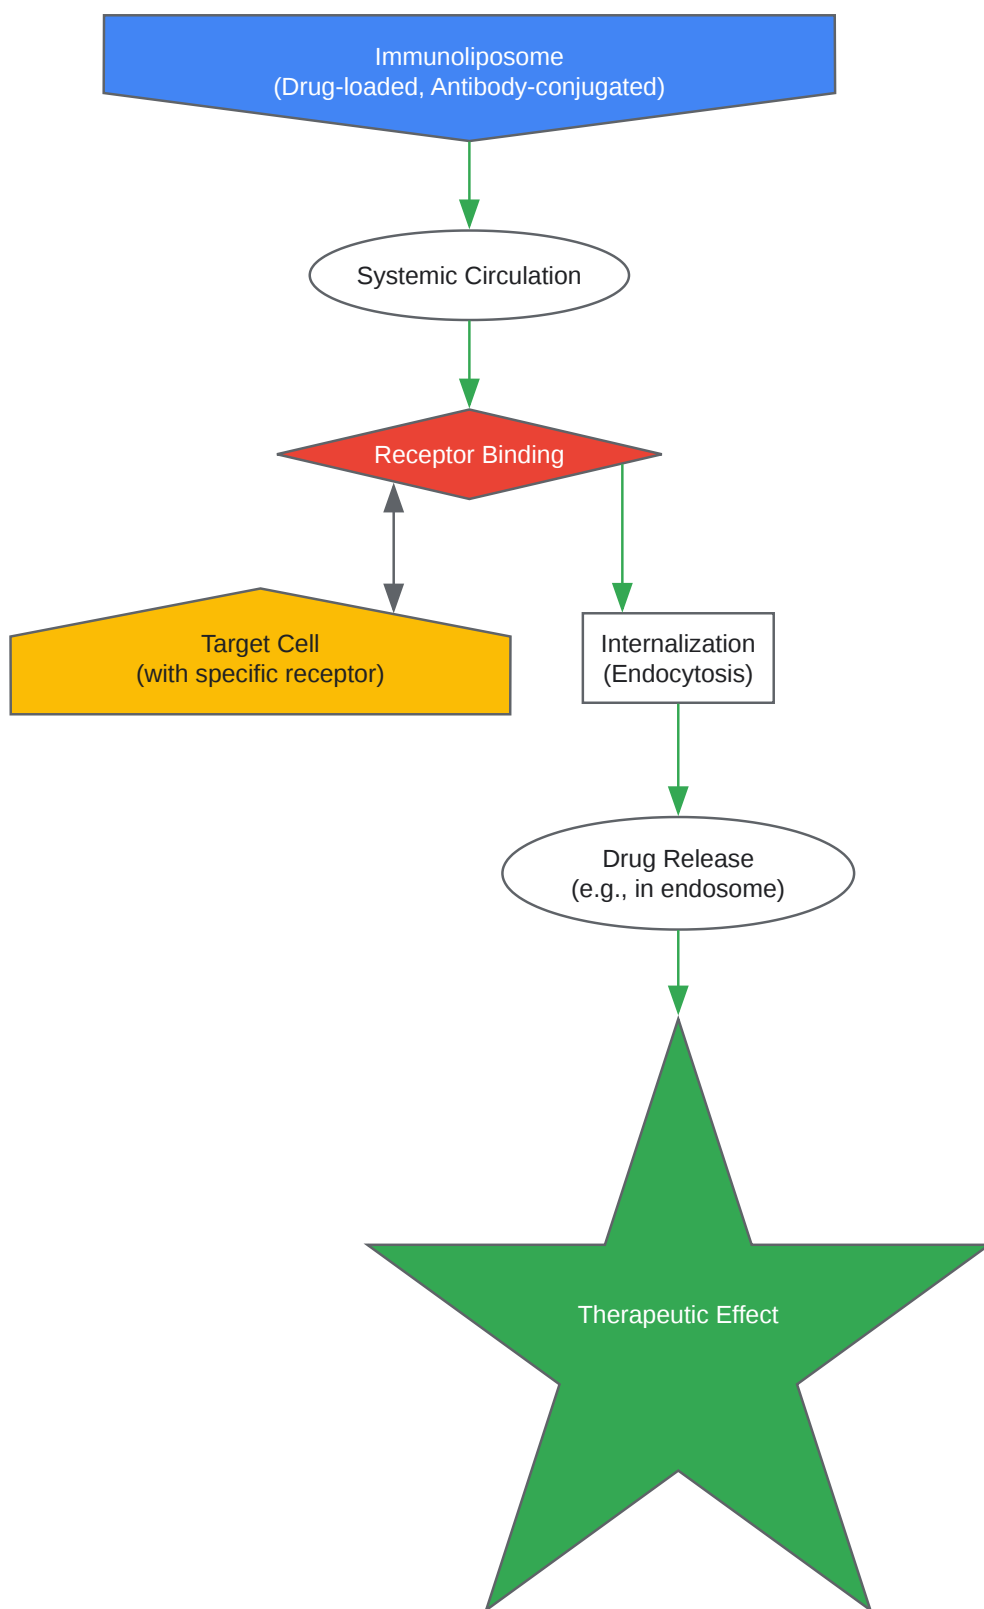 Immunoliposome
(Drug-loaded, Antibody-conjugated)
Systemic Circulation
Receptor Binding
Target Cell
(with specific receptor)
Internalization
(Endocytosis)
Drug Release
(e.g., in endosome)
Therapeutic Effect